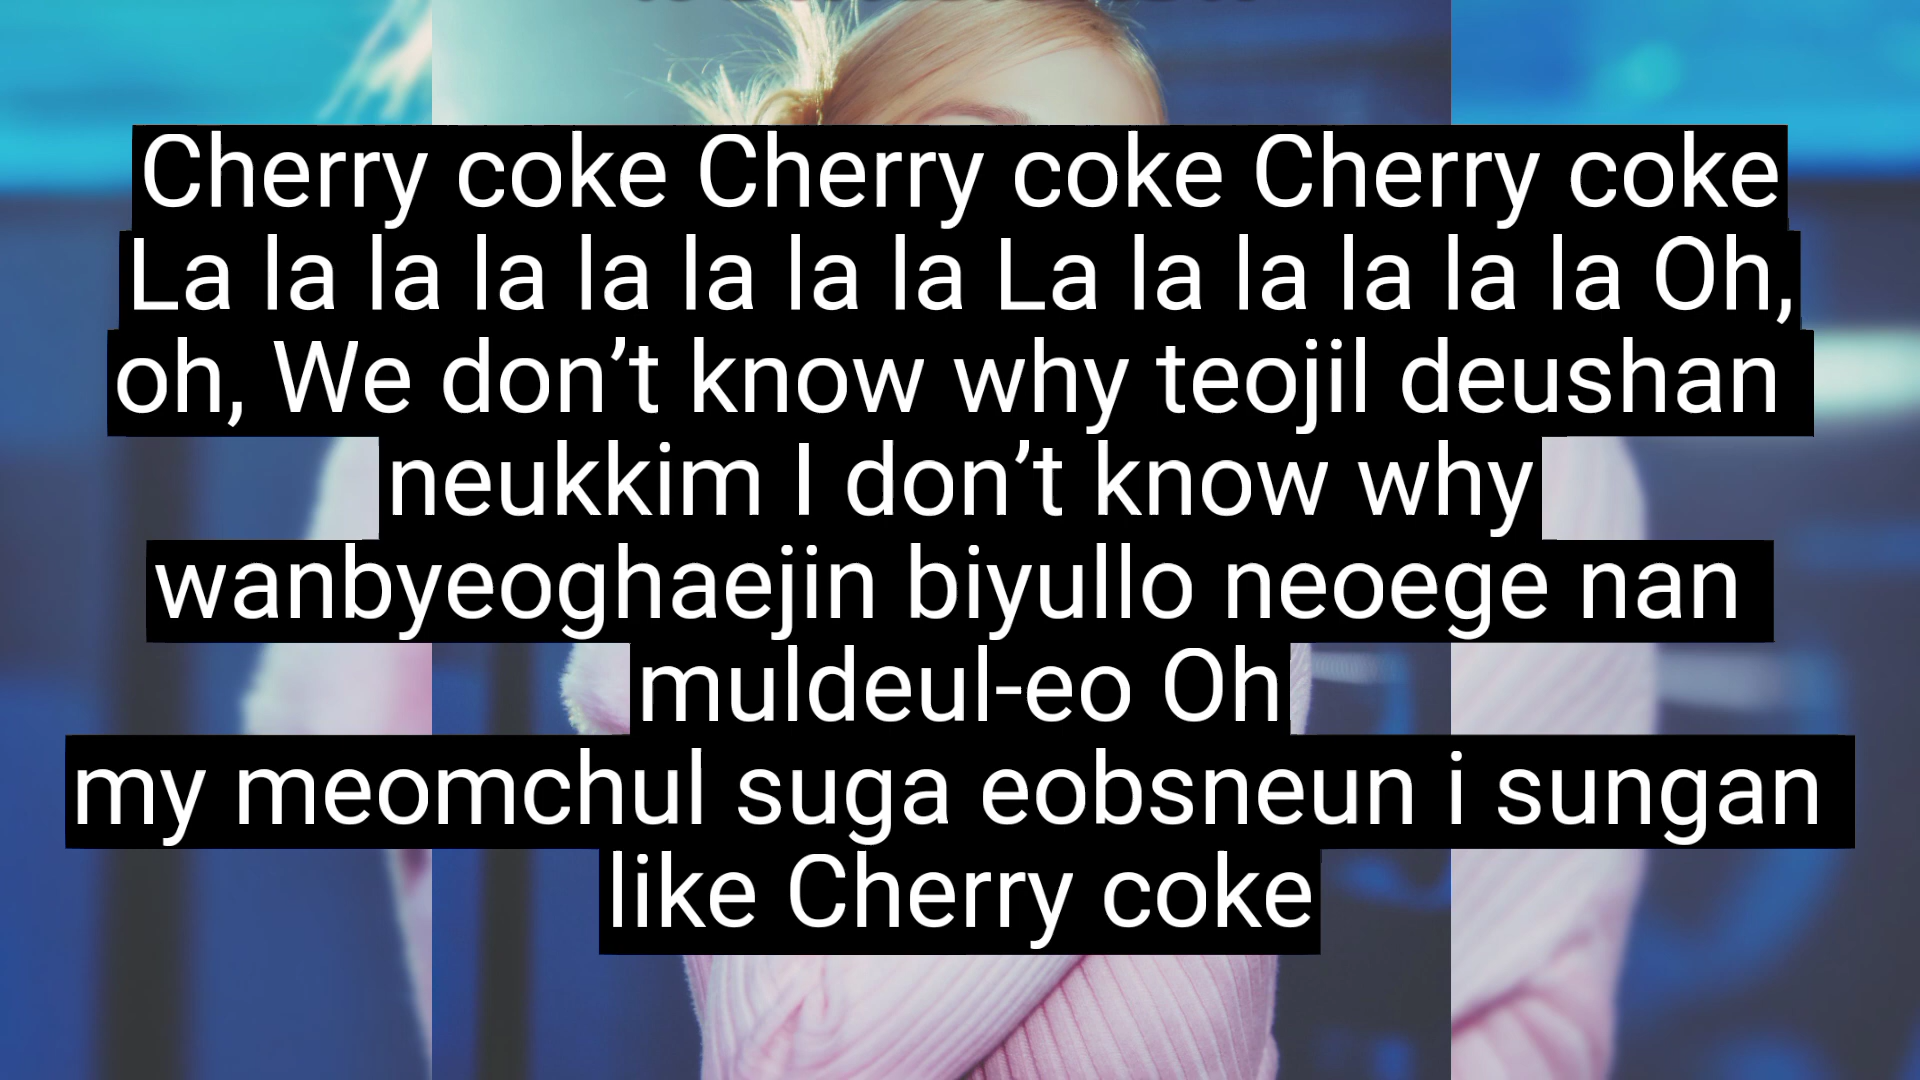 Cherry coke Cherry coke Cherry coke
La la la la la la la la La la la la la la Oh,
oh, We don’t know why teojil deushan
neukkim I don’t know why
wanbyeoghaejin biyullo neoege nan
muldeul-eo Oh
my meomchul suga eobsneun i sungan
like Cherry coke